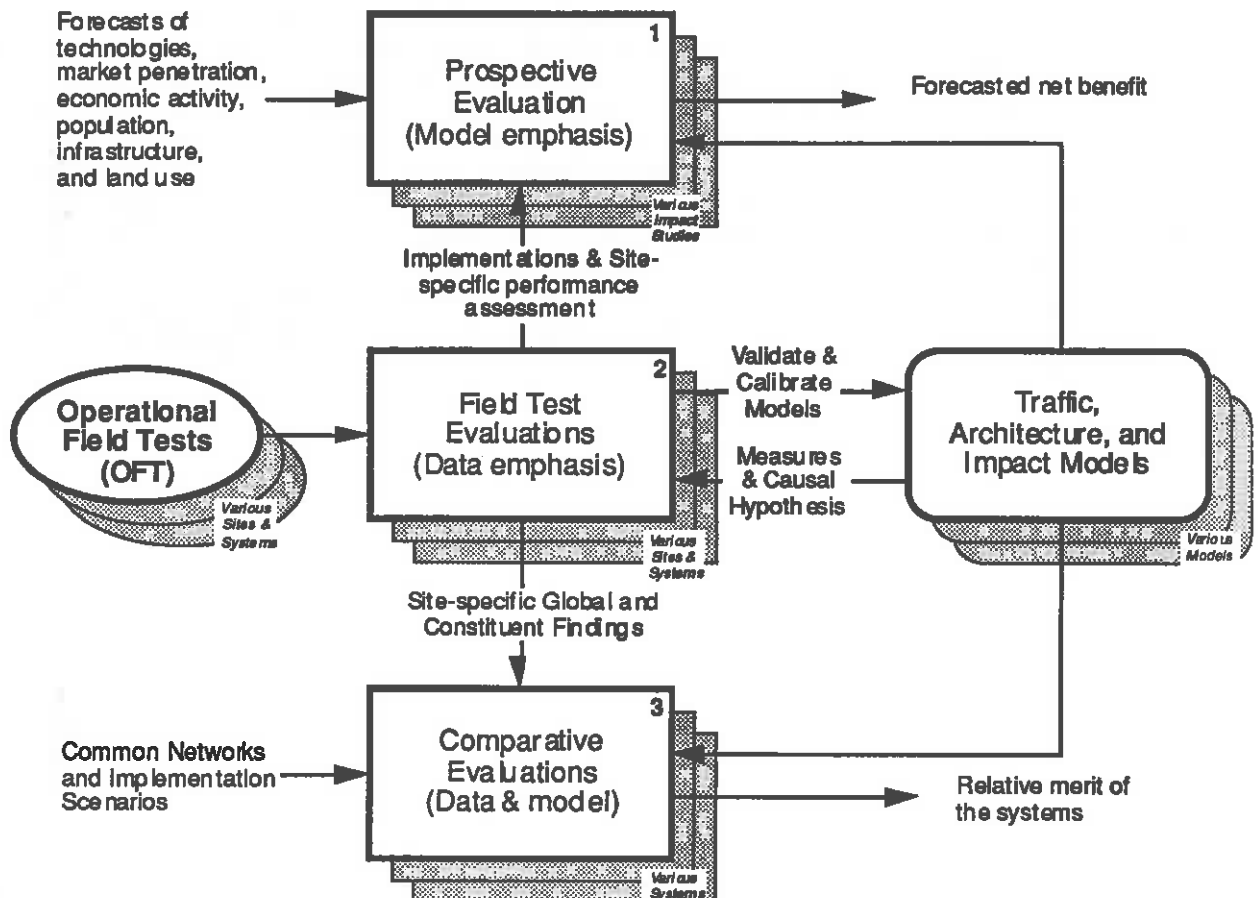 Forecasts of
technologies,
market penetration,
economic activity,
population,
infrastructure,
and land use
1
Prospective
Evaluation
(Model emphasis)
Various
Impact
Studies
Forecasted net benefit
Implementations & Site-
specific performance
assessment
Operational
Field Tests
(OFT)
Various
Sites &
Systems
2
Field Test
Evaluations
(Data emphasis)
Various
Sites &
Systems
Validate &
Calibrate
Models
Measures
& Causal
Hypothesis
Traffic,
Architecture, and
Impact Models
Various
Models
Site-specific Global and
Constituent Findings
Common Networks
and Implementation
Scenarios
3
Comparative
Evaluations
(Data & model)
Various
Systems
Relative merit of
the systems